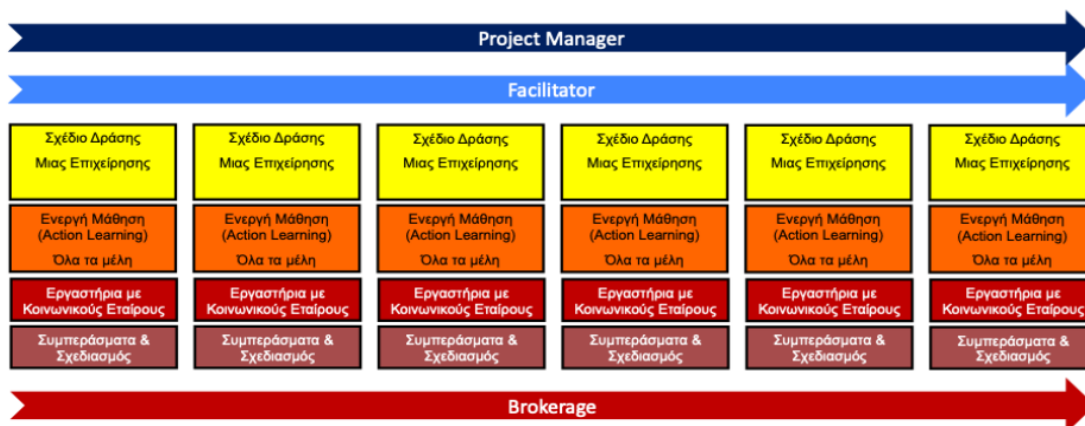 Project Manager
Facilitator
Σχέδιο Δράσης
Μιας Επιχείρησης
Σχέδιο Δράσης
Μιας Επιχείρησης
Σχέδιο Δράσης
Μιας Επιχείρησης
Σχέδιο Δράσης
Μιας Επιχείρησης
Σχέδιο Δράσης
Μιας Επιχείρησης
Σχέδιο Δράσης
Μιας Επιχείρησης
Ενεργή Μάθηση
(Action Learning)
Όλα τα μέλη
Ενεργή Μάθηση
(Action Learning)
Όλα τα μέλη
Ενεργή Μάθηση
(Action Learning)
Όλα τα μέλη
Ενεργή Μάθηση
(Action Learning)
Όλα τα μέλη
Ενεργή Μάθηση
(Action Learning)
Όλα τα μέλη
Ενεργή Μάθηση
(Action Learning)
Όλα τα μέλη
Εργαστήρια με
Κοινωνικούς Εταίρους
Εργαστήρια με
Κοινωνικούς Εταίρους
Εργαστήρια με
Κοινωνικούς Εταίρους
Εργαστήρια με
Κοινωνικούς Εταίρους
Εργαστήρια με
Κοινωνικούς Εταίρους
Εργαστήρια με
Κοινωνικούς Εταίρους
Συμπεράσματα &
Σχεδιασμός
Συμπεράσματα &
Σχεδιασμός
Συμπεράσματα &
Σχεδιασμός
Συμπεράσματα &
Σχεδιασμός
Συμπεράσματα &
Σχεδιασμός
Συμπεράσματα &
Σχεδιασμός
Brokerage